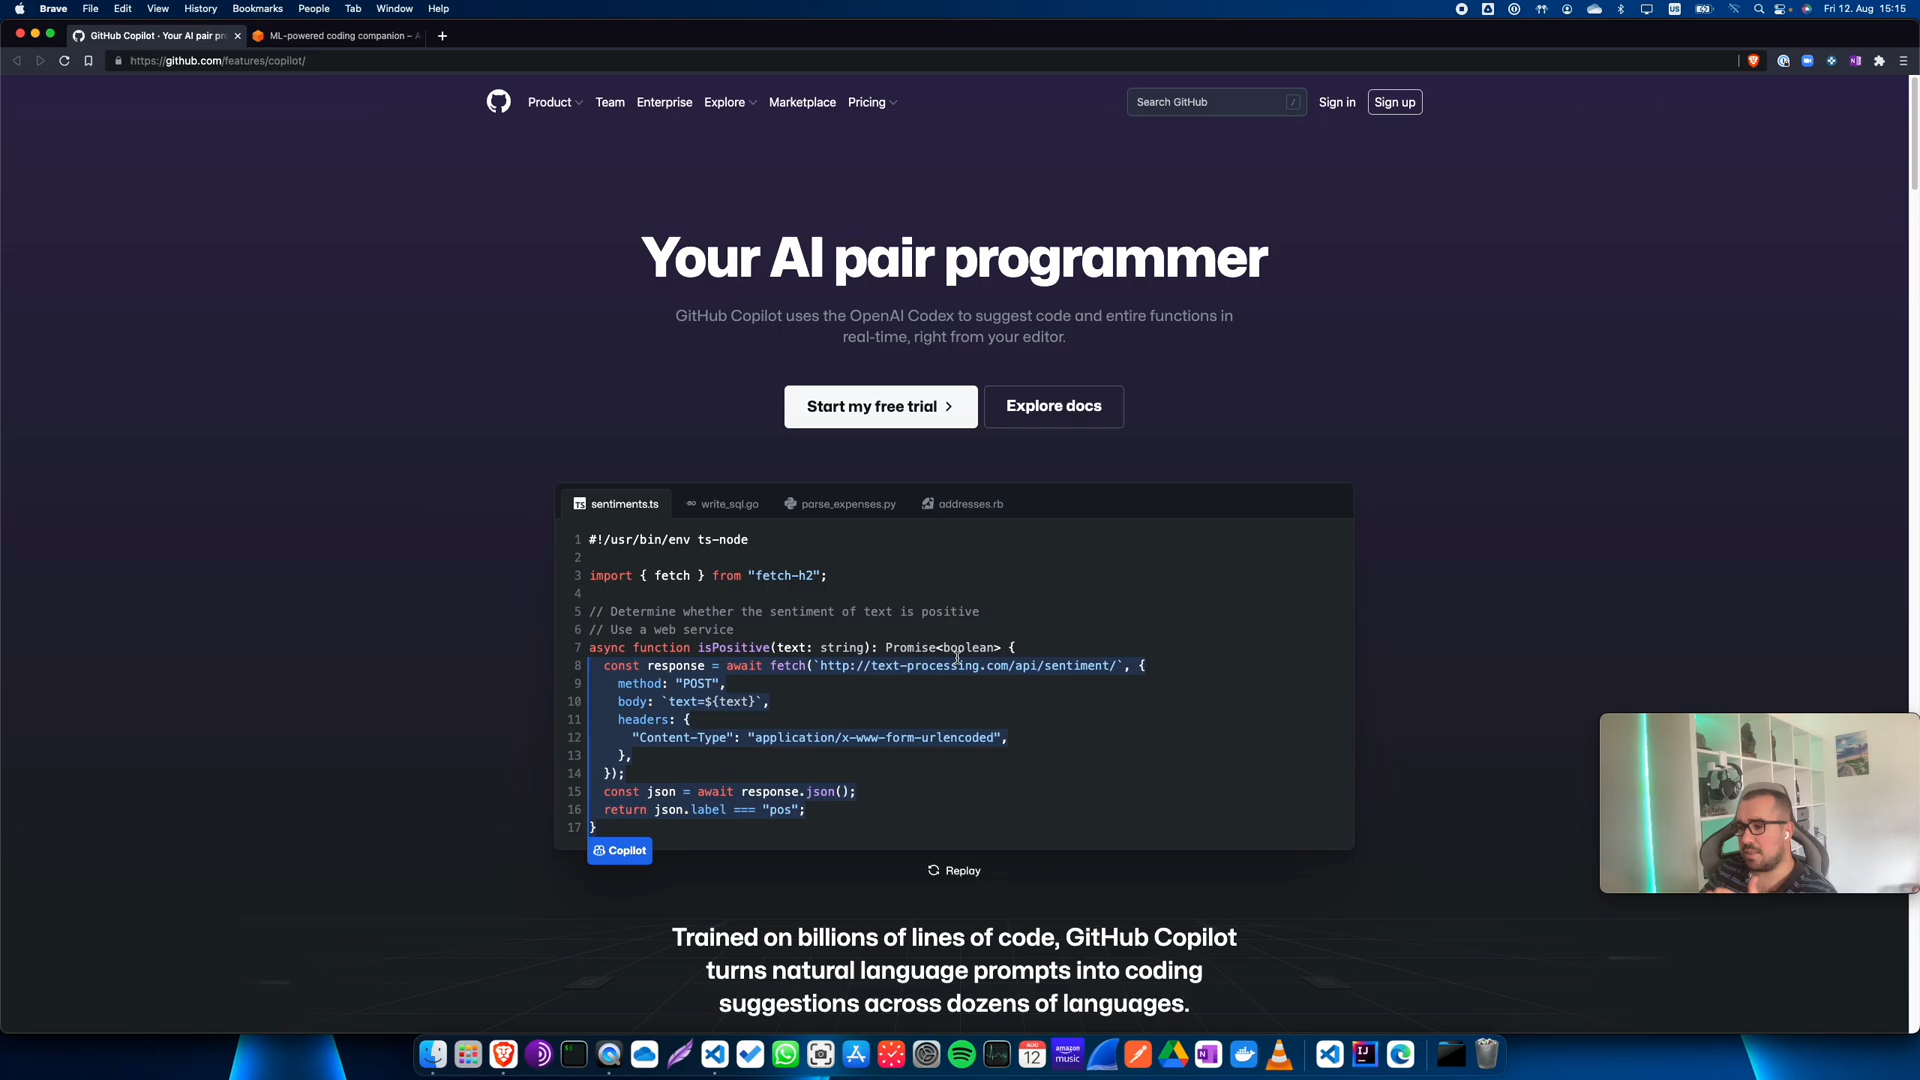 Brave File Edit View History Bookmarks People Tab Window Help
US
Fri 12. Aug 15:15
GitHub Copilot · Your AI pair pr
ML-powered coding companion – A
https://github.com/features/copilot/
Product Team Enterprise Explore Marketplace Pricing
Search GitHub /
Sign in Sign up
Your AI pair programmer
GitHub Copilot uses the OpenAI Codex to suggest code and entire functions in
real-time, right from your editor.
Start my free trial >
Explore docs
TS sentiments.ts write_sql.go parse_expenses.py addresses.rb
1 #!/usr/bin/env ts-node
2
3 import { fetch } from "fetch-h2";
4
5 // Determine whether the sentiment of text is positive
6 // Use a web service
7 async function isPositive(text: string): Promise<boolean> {
8 const response = await fetch(`http://text-processing.com/api/sentiment/`, {
9 method: "POST",
10 body: `text=${text}`,
11 headers: {
12 "Content-Type": "application/x-www-form-urlencoded",
13 },
14 });
15 const json = await response.json();
16 return json.label === "pos";
17 }
Copilot
Replay
Trained on billions of lines of code, GitHub Copilot
turns natural language prompts into coding
suggestions across dozens of languages.
AUG
12
amazon
music
IJ